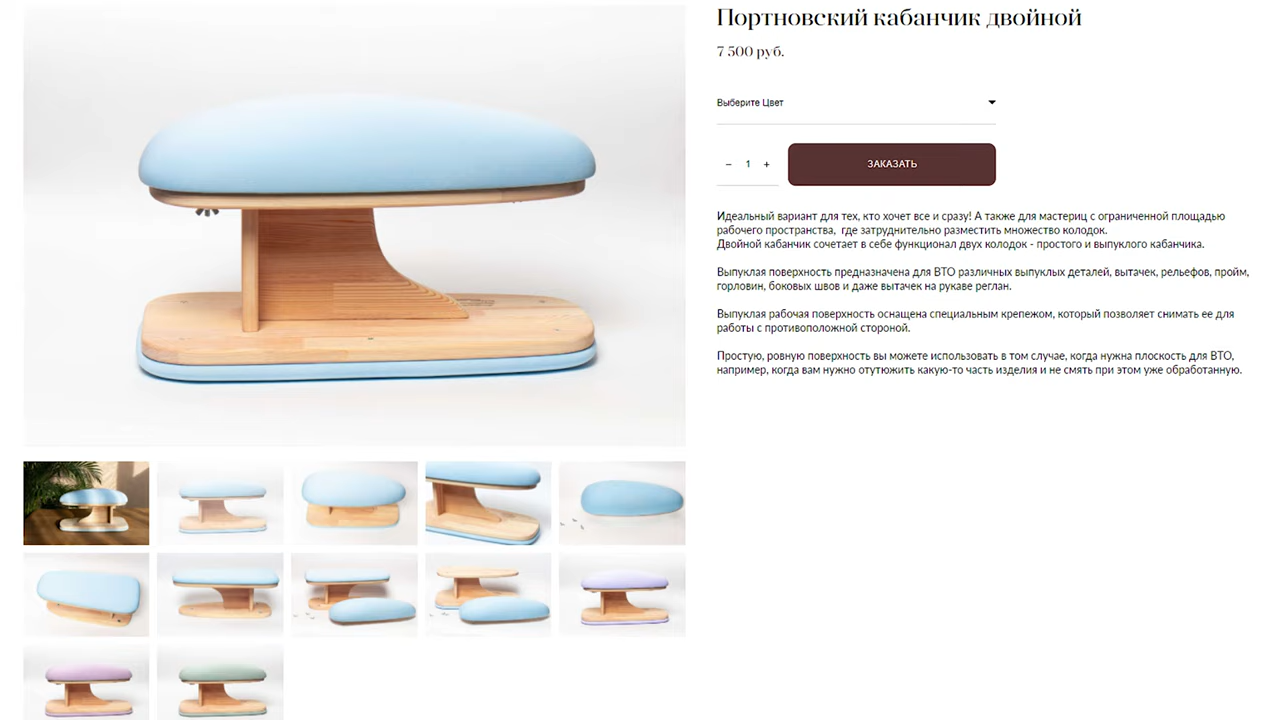 Портновский кабанчик двойной
7 500 руб.
Выберите Цвет
− 1 +
ЗАКАЗАТЬ
Идеальный вариант для тех, кто хочет все и сразу! А также для мастериц с ограниченной площадью
рабочего пространства,  где затруднительно разместить множество колодок.
Двойной кабанчик сочетает в себе функционал двух колодок - простого и выпуклого кабанчика.
Выпуклая поверхность предназначена для ВТО различных выпуклых деталей, вытачек, рельефов, пройм,
горловин, боковых швов и даже вытачек на рукаве реглан.
Выпуклая рабочая поверхность оснащена специальным крепежом, который позволяет снимать ее для
работы с противоположной стороной.
Простую, ровную поверхность вы можете использовать в том случае, когда нужна плоскость для ВТО,
например, когда вам нужно отутюжить какую-то часть изделия и не смять при этом уже обработанную.